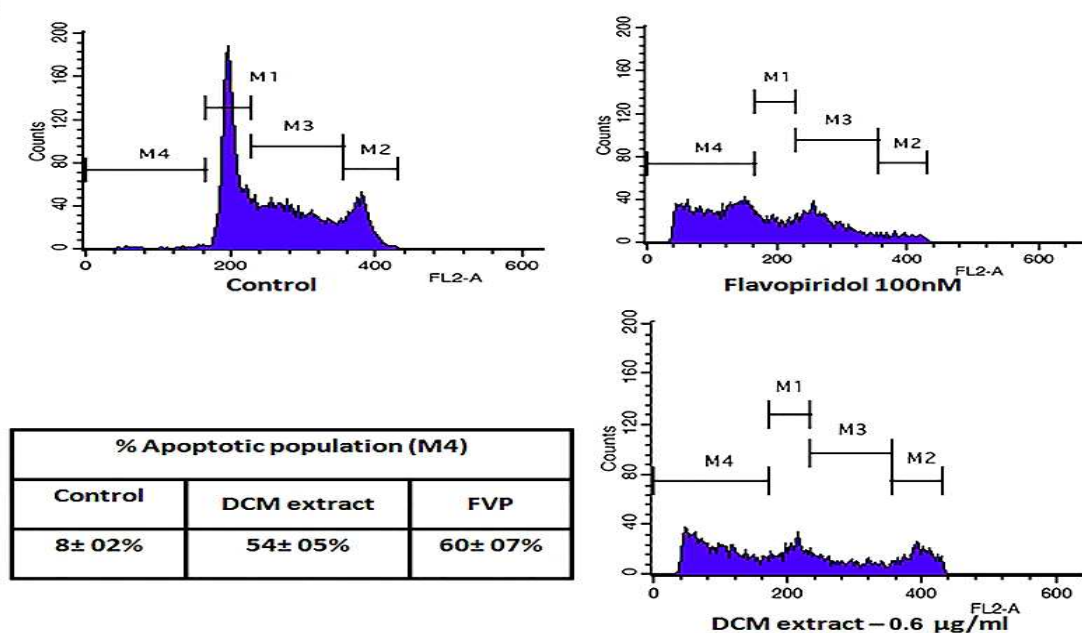 200
160
120
80
40
0
Counts
M1
M3
M4
M2
0 200 400 600
FL2-A
Control
200
160
120
80
40
0
Counts
M1
M3
M4
M2
0 200 400 600
FL2-A
Flavopiridol 100nM
200
160
120
80
40
0
Counts
M1
M3
M4
M2
0 200 400 600
FL2-A
DCM extract – 0.6 µg/ml
% Apoptotic population (M4)
Control DCM extract FVP
8± 02% 54± 05% 60± 07%